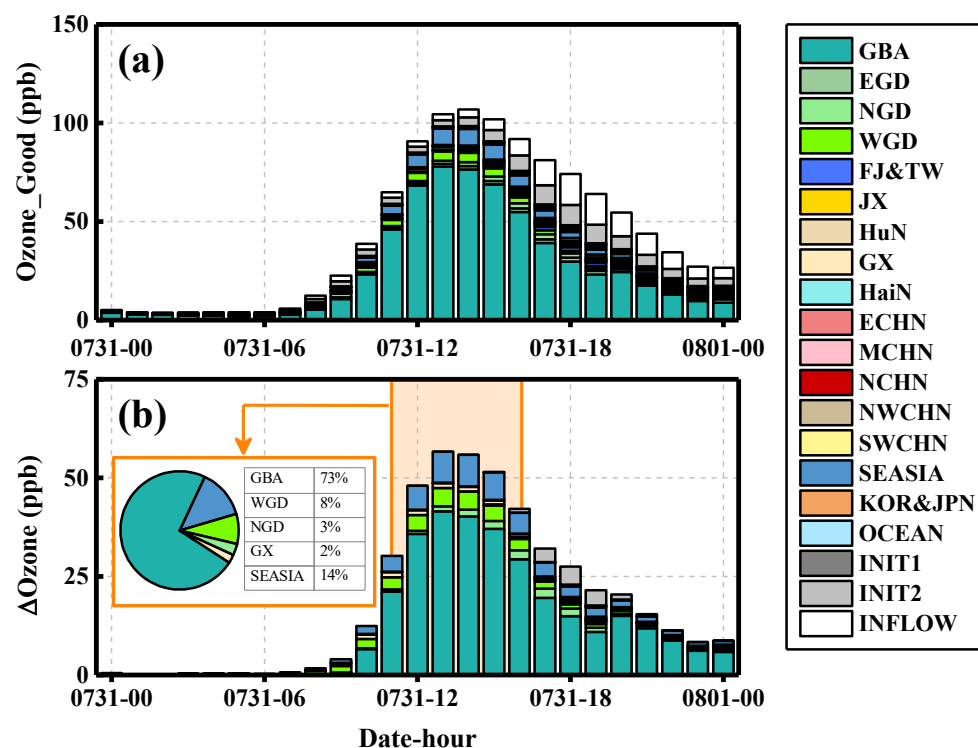 (a)
Ozone_Good (ppb)
150
100
50
0
0731-00 0731-06 0731-12 0731-18 0801-00
(b)
ΔOzone (ppb)
75
50
25
0
GBA 73%
WGD 8%
NGD 3%
GX 2%
SEASIA 14%
0731-00 0731-06 0731-12 0731-18 0801-00
Date-hour
GBA
EGD
NGD
WGD
FJ&TW
JX
HuN
GX
HaiN
ECHN
MCHN
NCHN
NWCHN
SWCHN
SEASIA
KOR&JPN
OCEAN
INIT1
INIT2
INFLOW